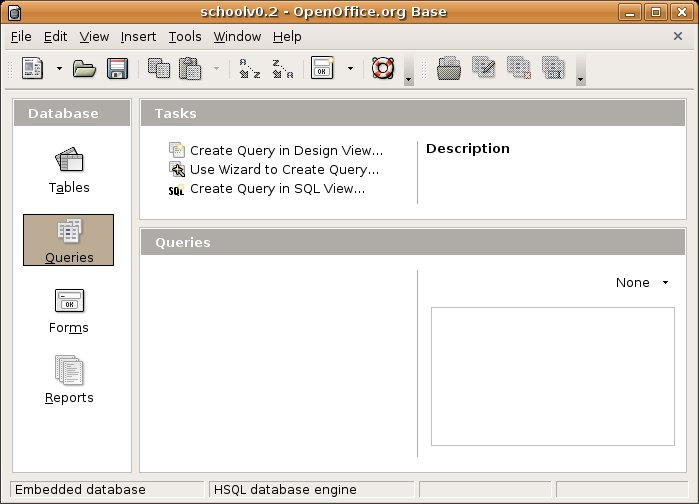 schoolv0.2 - OpenOffice.org Base
File Edit View Insert Tools Window Help
Database
Tables
Queries
Forms
Reports
Tasks
Create Query in Design View...
Use Wizard to Create Query...
SQL Create Query in SQL View...
Description
Queries
None
Embedded database
HSQL database engine